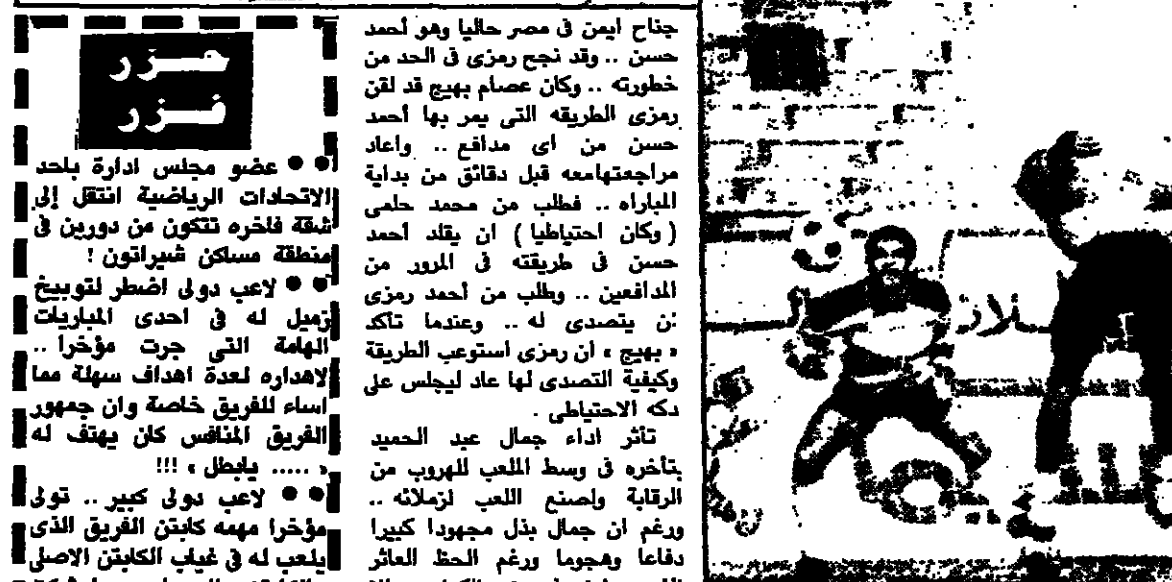 جناح ايمن فى مصر حاليا وهو أحمد
حسن .. وقد نجح رمزى فى الحد من
خطورته .. وكان عصام بهيج قد لقن
رمزى الطريقه التى يمر بها أحمد
حسن من اى مدافع .. واعاد
مراجعتهامعه قبل دقائق من بداية
المباراه .. فطلب من محمد حلمى
( وكان احتياطيا ) ان يقلد أحمد
حسن فى طريقته فى المرور من
المدافعين .. وطلب من أحمد رمزى
أن يتصدى له .. وعندما تأكد
« بهيج » أن رمزى استوعب الطريقة
وكيفية التصدى لها عاد ليجلس على
دكه الاحتياطى .
تأثر اداء جمال عبد الحميد
بتأخره فى وسط الملعب للهروب من
الرقابة ولصنع اللعب لزملائه ..
ورغم ان جمال بذل مجهودا كبيرا
دفاعا وهجوما ورغم الحظ العاثر
حـزر
فـزر
● ● عضو مجلس ادارة باحد
الاتحادات الرياضية انتقل إلى
شقة فاخره تتكون من دورين فى
منطقة مساكن شيراتون !
● ● لاعب دولى اضطر لتوبيخ
زميل له فى احدى المباريات
الهامة التى جرت مؤخرا ..
لاهداره لعدة اهداف سهلة مما
اساء للفريق خاصة وان جمهور
الفريق المنافس كان يهتف له
« ..... يابطل » !!!
● ● لاعب دولى كبير .. تولى
مؤخرا مهمه كابتن الفريق الذى
يلعب له فى غياب الكابتن الاصلى